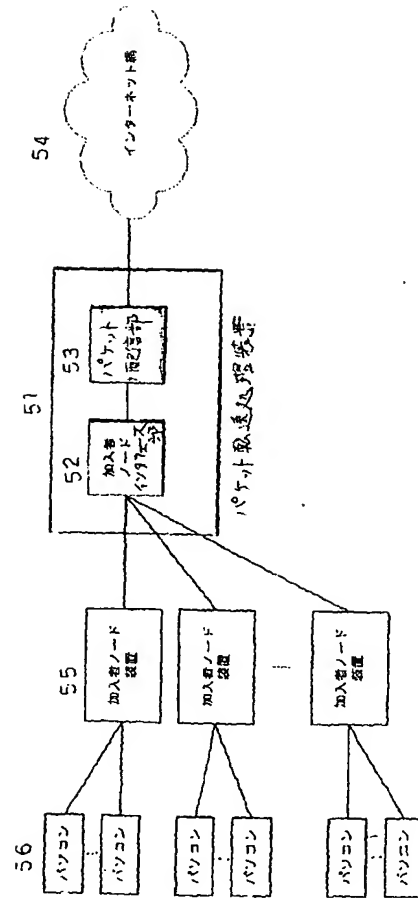 54
インターネット網
51
53
パケット
配信部
52
加入者
ノード
インタフェース
部
パケット転送処理装置
55
加入者ノード
装置
加入者ノード
装置
加入者ノード
装置
56
パソコン
パソコン
パソコン
パソコン
パソコン
パソニン